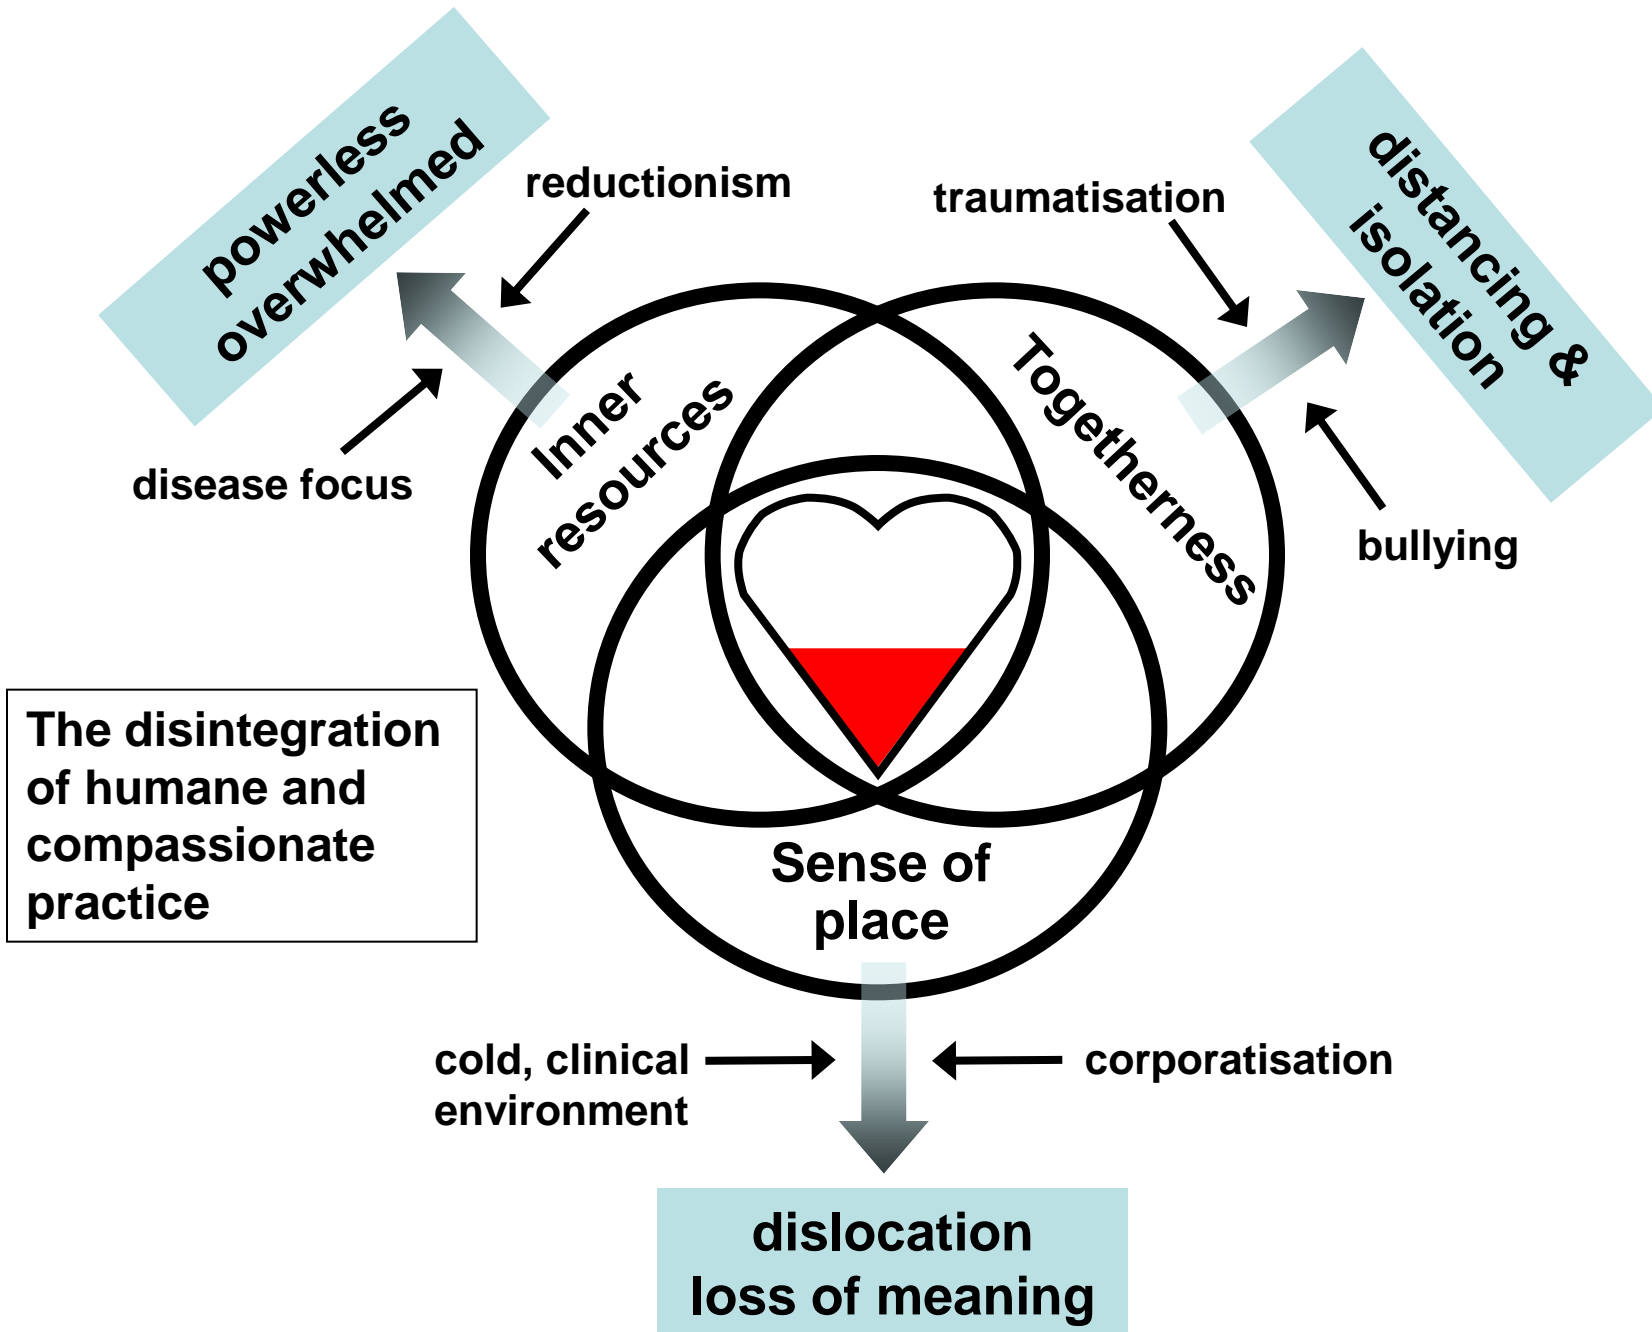 powerless
overwhelmed
reductionism
traumatisation
distancing &
isolation
Inner
resources
Togetherness
disease focus
bullying
The disintegration
of humane and
compassionate
practice
Sense of
place
cold, clinical
environment
corporatisation
dislocation
loss of meaning